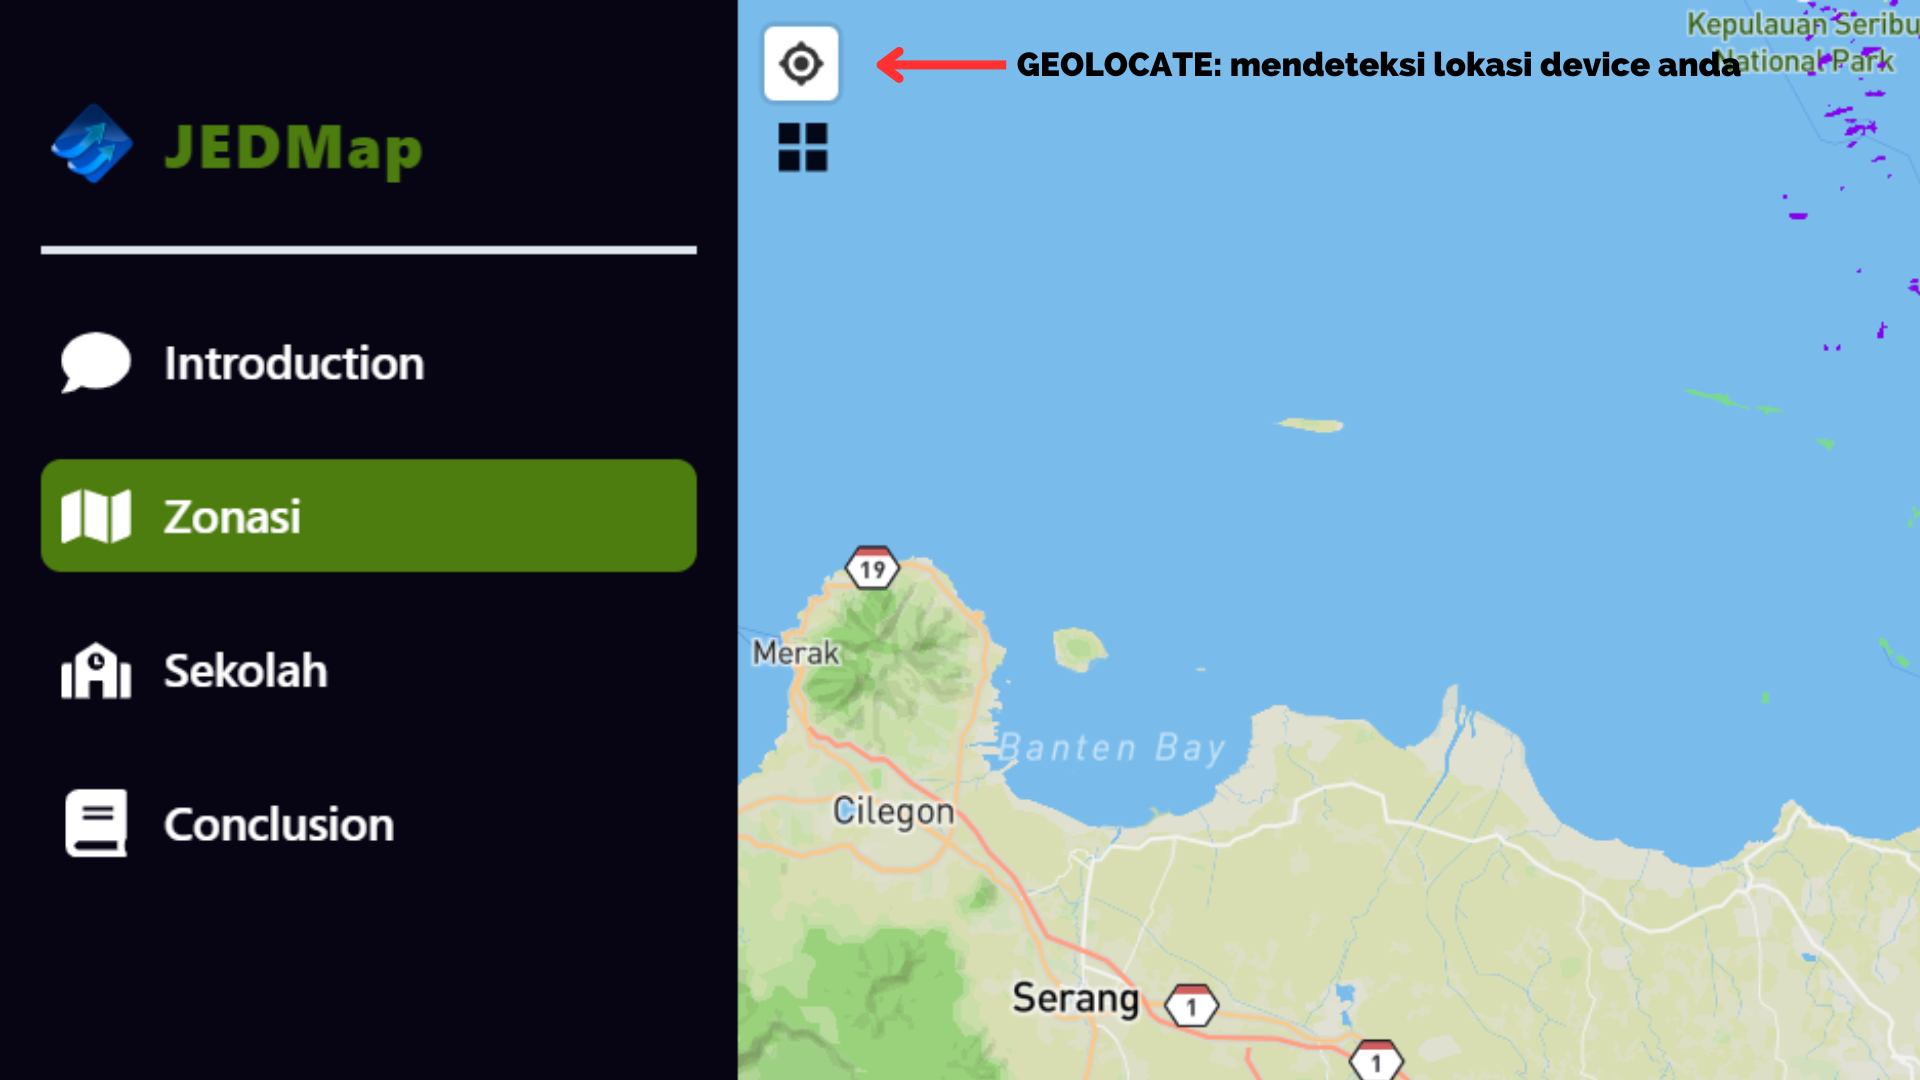 JEDMap
Introduction
Zonasi
Sekolah
Conclusion
GEOLOCATE: mendeteksi lokasi device anda
Kepulauan Seribu
National Park
19
Merak
Banten Bay
Cilegon
Serang
1
1